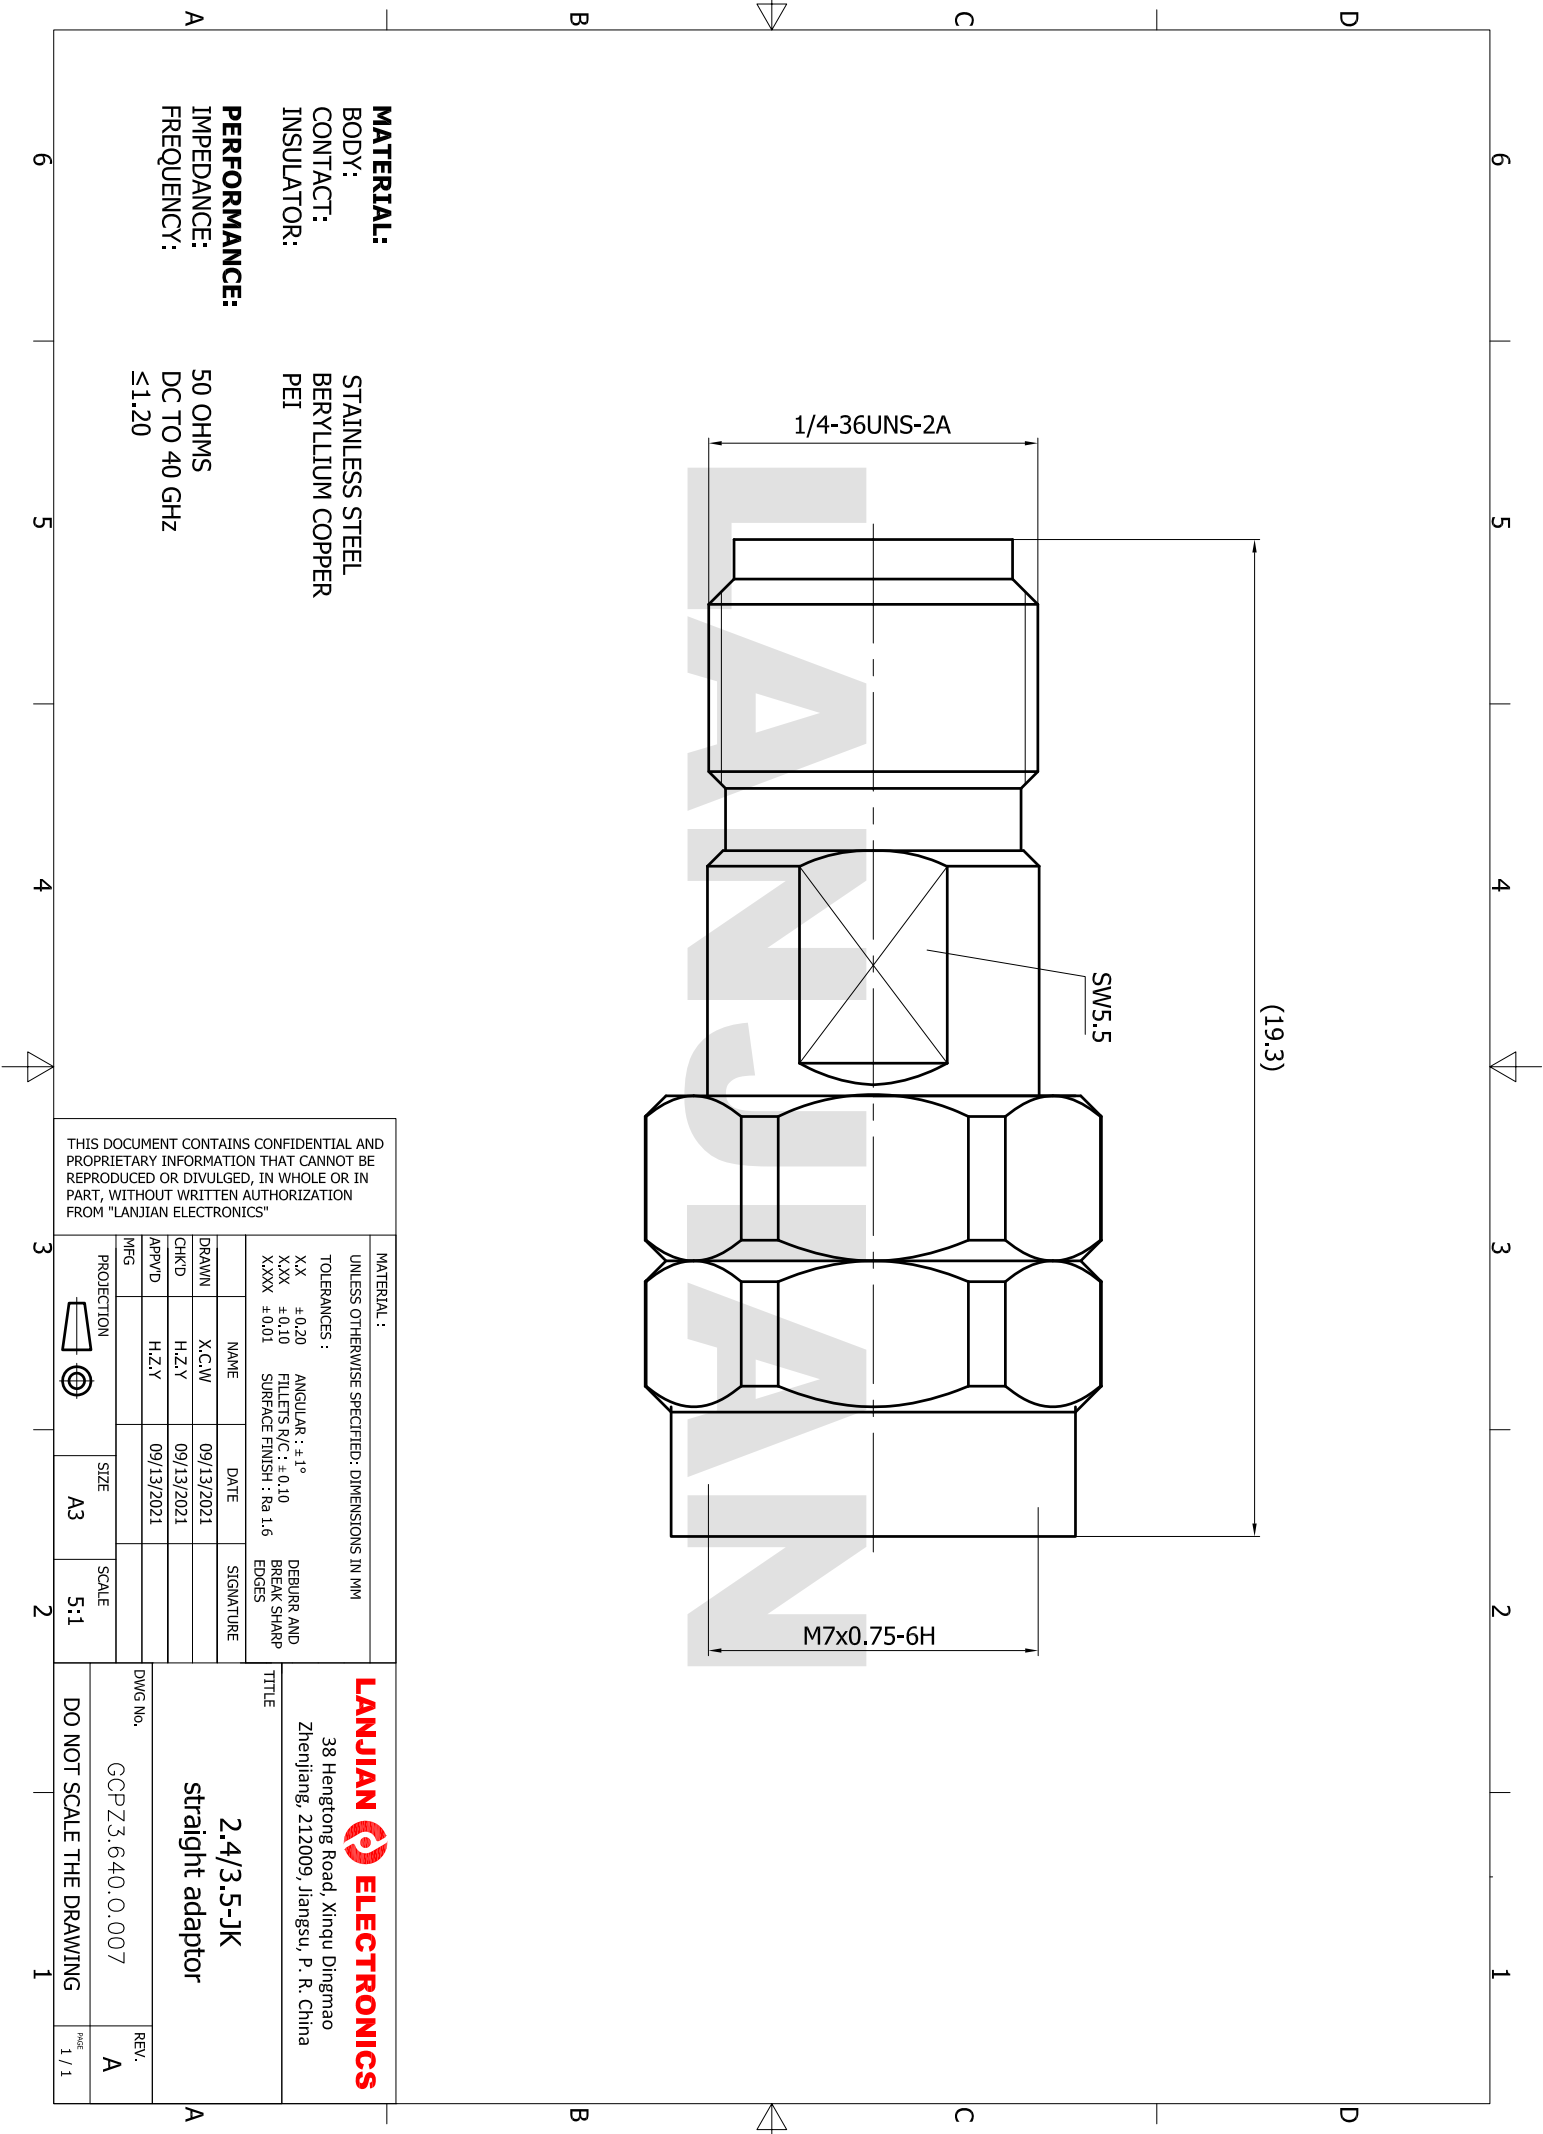 6
5
4
3
2
1
D
D
C
C
B
B
A
A
(19.3)
SW5.5
1/4-36UNS-2A
M7x0.75-6H
LANJIAN
MATERIAL:
BODY: STAINLESS STEEL
CONTACT: BERYLLIUM COPPER
INSULATOR: PEI
PERFORMANCE:
IMPEDANCE: 50 OHMS
FREQUENCY: DC TO 40 GHz
≤1.20
THIS DOCUMENT CONTAINS CONFIDENTIAL AND
PROPRIETARY INFORMATION THAT CANNOT BE
REPRODUCED OR DIVULGED, IN WHOLE OR IN
PART, WITHOUT WRITTEN AUTHORIZATION
FROM "LANJIAN ELECTRONICS"
MATERIAL :
UNLESS OTHERWISE SPECIFIED: DIMENSIONS IN MM
TOLERANCES :
X.X ±0.20 ANGULAR : ±1° DEBURR AND
X.XX ±0.10 FILLETS R/C : ±0.10 BREAK SHARP
X.XXX ±0.01 SURFACE FINISH : Ra 1.6 EDGES
NAME DATE SIGNATURE
DRAWN X.C.W 09/13/2021
CHK'D H.Z.Y 09/13/2021
APPV'D H.Z.Y 09/13/2021
MFG
PROJECTION SIZE SCALE
A3 5:1
LANJIAN ELECTRONICS
38 Hengtong Road, Xinqu Dingmao
Zhenjiang, 212009, Jiangsu, P. R. China
TITLE
2.4/3.5-JK
straight adaptor
DWG No. REV.
GCPZ3.640.0.007 A
DO NOT SCALE THE DRAWING
PAGE
1 / 1
6
5
4
3
2
1